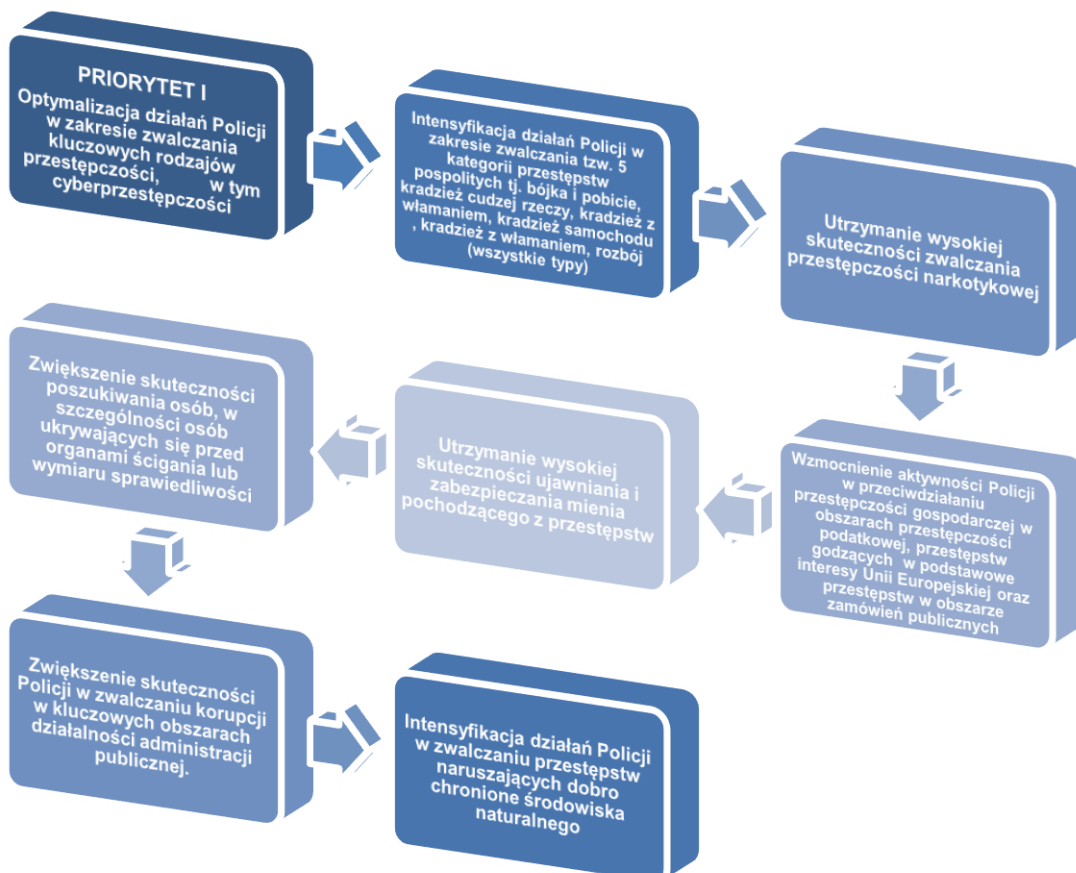 PRIORYTET I
Optymalizacja działań Policji
w zakresie zwalczania
kluczowych rodzajów
przestępczości, w tym
cyberprzestępczości
Intensyfikacja działań Policji w
zakresie zwalczania tzw. 5
kategorii przestępstw
pospolitych tj. bójka i pobicie,
kradzież cudzej rzeczy, kradzież z
włamaniem, kradzież samochodu
, kradzież z włamaniem, rozbój
(wszystkie typy)
Utrzymanie wysokiej
skuteczności zwalczania
przestępczości narkotykowej
Wzmocnienie aktywności Policji
w przeciwdziałaniu
przestępczości gospodarczej w
obszarach przestępczości
podatkowej, przestępstw
godzących w podstawowe
interesy Unii Europejskiej oraz
przestępstw w obszarze
zamówień publicznych
Utrzymanie wysokiej
skuteczności ujawniania i
zabezpieczania mienia
pochodzącego z przestępstw
Zwiększenie skuteczności
poszukiwania osób, w
szczególności osób
ukrywających się przed
organami ścigania lub
wymiaru sprawiedliwości
Zwiększenie skuteczności
Policji w zwalczaniu korupcji
w kluczowych obszarach
działalności administracji
publicznej.
Intensyfikacja działań Policji
w zwalczaniu przestępstw
naruszających dobro
chronione środowiska
naturalnego